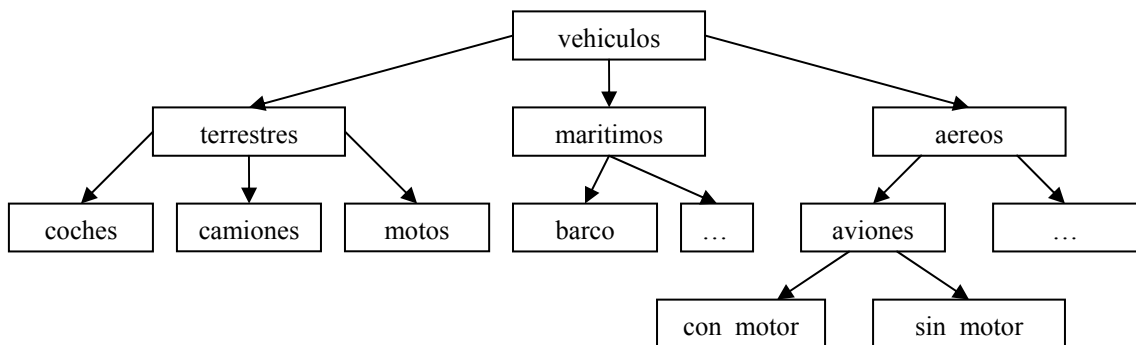 vehiculos
terrestres
maritimos
aereos
coches
camiones
motos
barco
…
aviones
…
con motor
sin motor